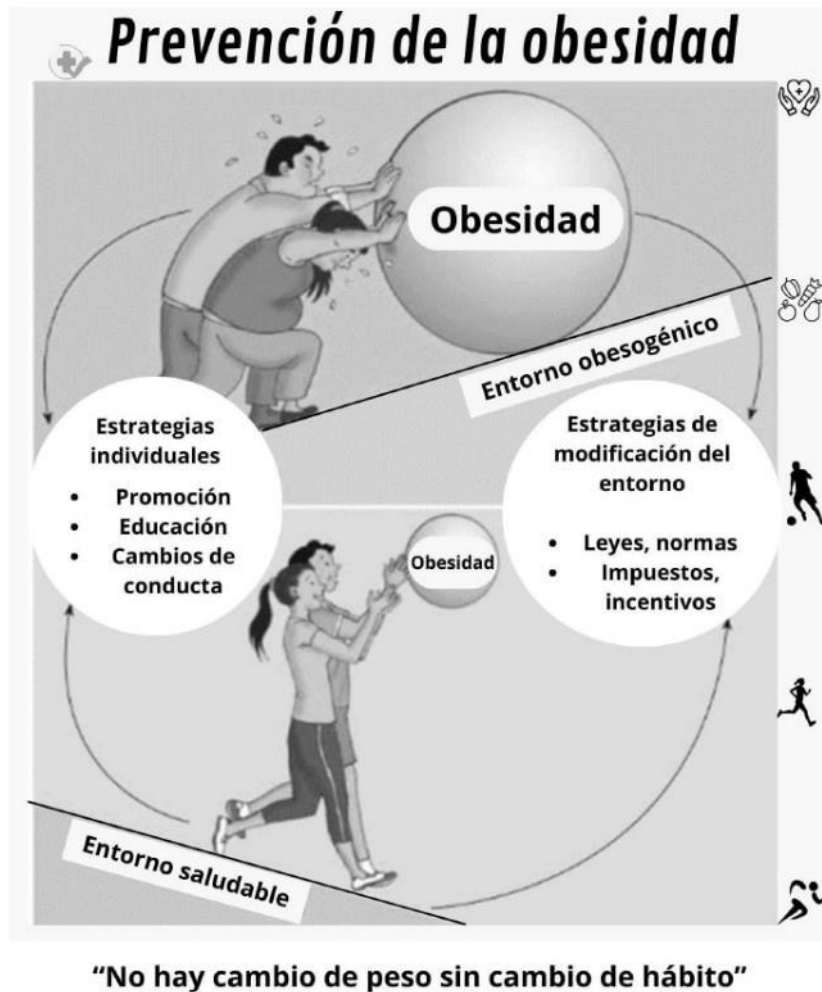 Prevención de la obesidad
Obesidad
Entorno obesogénico
Estrategias
individuales
• Promoción
• Educación
• Cambios de
conducta
Estrategias de
modificación del
entorno
• Leyes, normas
• Impuestos,
incentivos
Obesidad
Entorno saludable
“No hay cambio de peso sin cambio de hábito”